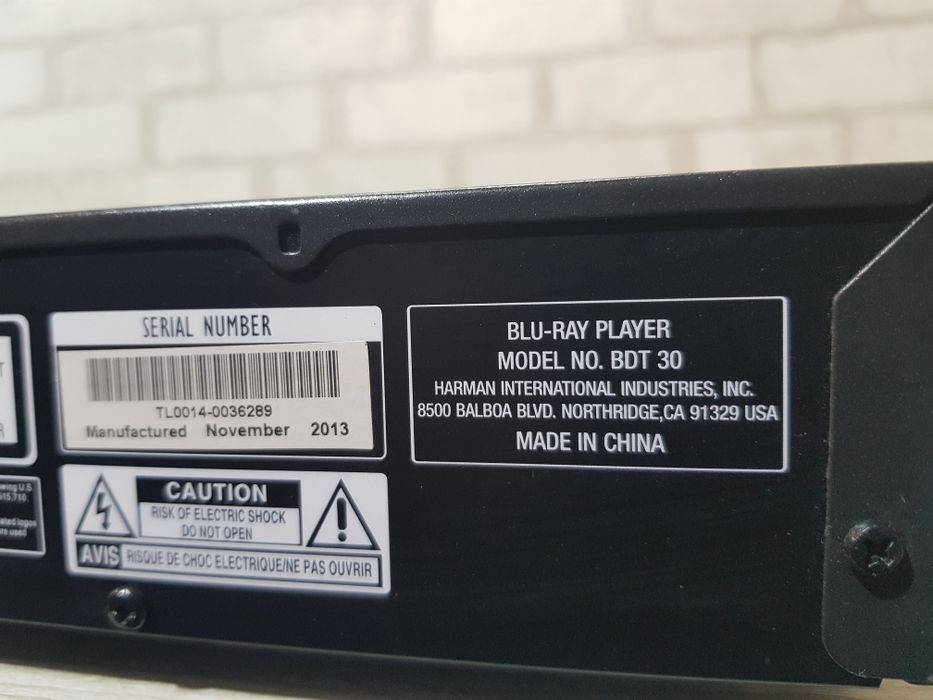 SERIAL NUMBER
TL0014-0036289
Manufactured November 2013
BLU-RAY PLAYER
MODEL NO. BDT 30
HARMAN INTERNATIONAL INDUSTRIES, INC.
8500 BALBOA BLVD. NORTHRIDGE,CA 91329 USA
MADE IN CHINA
CAUTION
RISK OF ELECTRIC SHOCK
DO NOT OPEN
AVIS RISQUE DE CHOC ELECTRIQUE/NE PAS OUVRIR
U.S.
logos
used